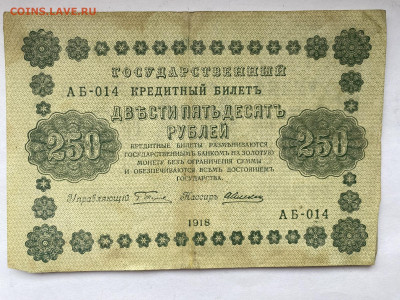 COINS.LAVE.RU
ГОСУДАРСТВЕННЫЙ
АБ-014 КРЕДИТНЫЙ БИЛЕТЪ
ДВѢСТИ ПЯТЬДЕСЯТЪ
РУБЛЕЙ
250 250
КРЕДИТНЫЕ БИЛЕТЫ РАЗМѢНИВАЮТСЯ
ГОСУДАРСТВЕННЫМЪ БАНКОМЪ НА ЗОЛОТУЮ
МОНЕТУ БЕЗЪ ОГРАНИЧЕНІЯ СУММЫ
И ОБЕЗПЕЧИВАЮТСЯ ВСѢМЪ ДОСТОЯНІЕМЪ
ГОСУДАРСТВА.
Управляющій Кассиръ
АБ-014
1918